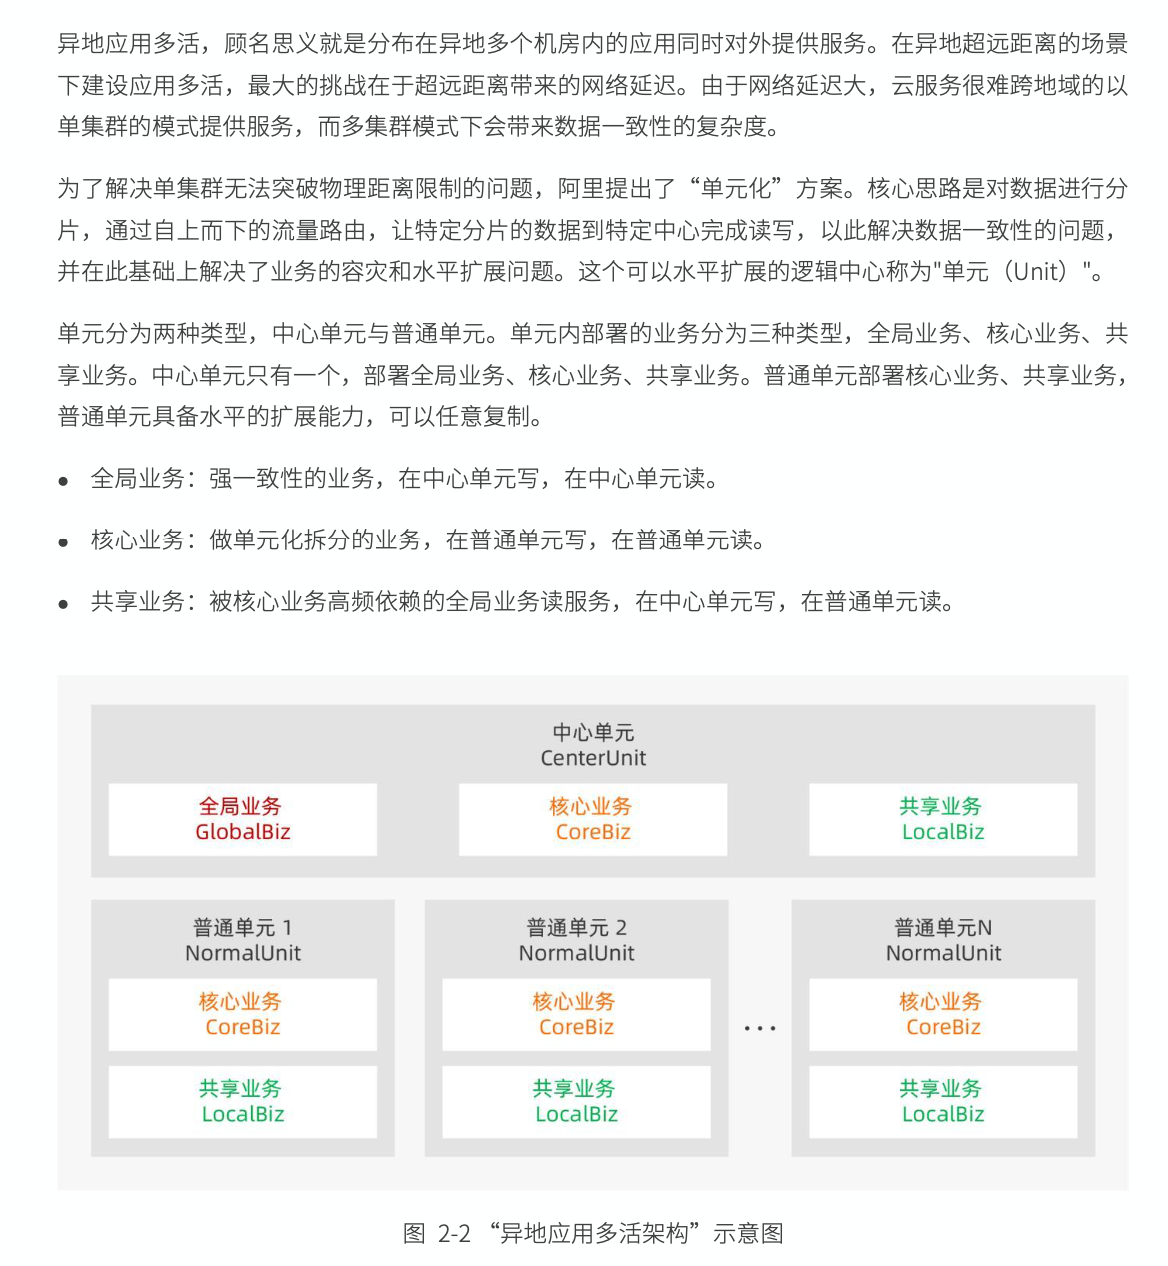 异地应用多活，顾名思义就是分布在异地多个机房内的应用同时对外提供服务。在异地超远距离的场景
下建设应用多活，最大的挑战在于超远距离带来的网络延迟。由于网络延迟大，云服务很难跨地域的以
单集群的模式提供服务，而多集群模式下会带来数据一致性的复杂度。
为了解决单集群无法突破物理距离限制的问题，阿里提出了“单元化”方案。核心思路是对数据进行分
片，通过自上而下的流量路由，让特定分片的数据到特定中心完成读写，以此解决数据一致性的问题，
并在此基础上解决了业务的容灾和水平扩展问题。这个可以水平扩展的逻辑中心称为"单元（Unit）"。
单元分为两种类型，中心单元与普通单元。单元内部署的业务分为三种类型，全局业务、核心业务、共
享业务。中心单元只有一个，部署全局业务、核心业务、共享业务。普通单元部署核心业务、共享业务，
普通单元具备水平的扩展能力，可以任意复制。
● 全局业务：强一致性的业务，在中心单元写，在中心单元读。
● 核心业务：做单元化拆分的业务，在普通单元写，在普通单元读。
● 共享业务：被核心业务高频依赖的全局业务读服务，在中心单元写，在普通单元读。
中心单元
CenterUnit
全局业务
GlobalBiz
核心业务
CoreBiz
共享业务
LocalBiz
普通单元 1
NormalUnit
核心业务
CoreBiz
共享业务
LocalBiz
普通单元 2
NormalUnit
核心业务
CoreBiz
共享业务
LocalBiz
...
普通单元N
NormalUnit
核心业务
CoreBiz
共享业务
LocalBiz
图 2-2 “异地应用多活架构”示意图